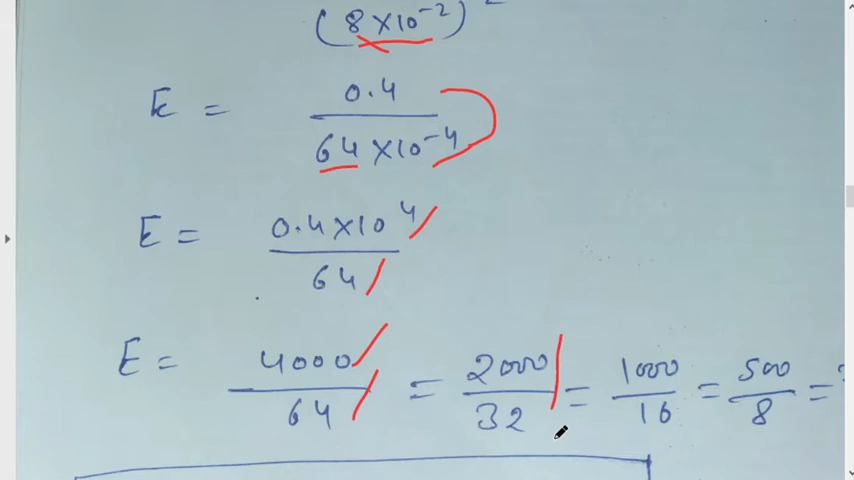 (8×10⁻²)
E = 0.4 / 64×10⁻⁴
E = 0.4×10⁴ / 64
E = 4000 / 64 = 2000 / 32 = 1000 / 16 = 500 / 8 =